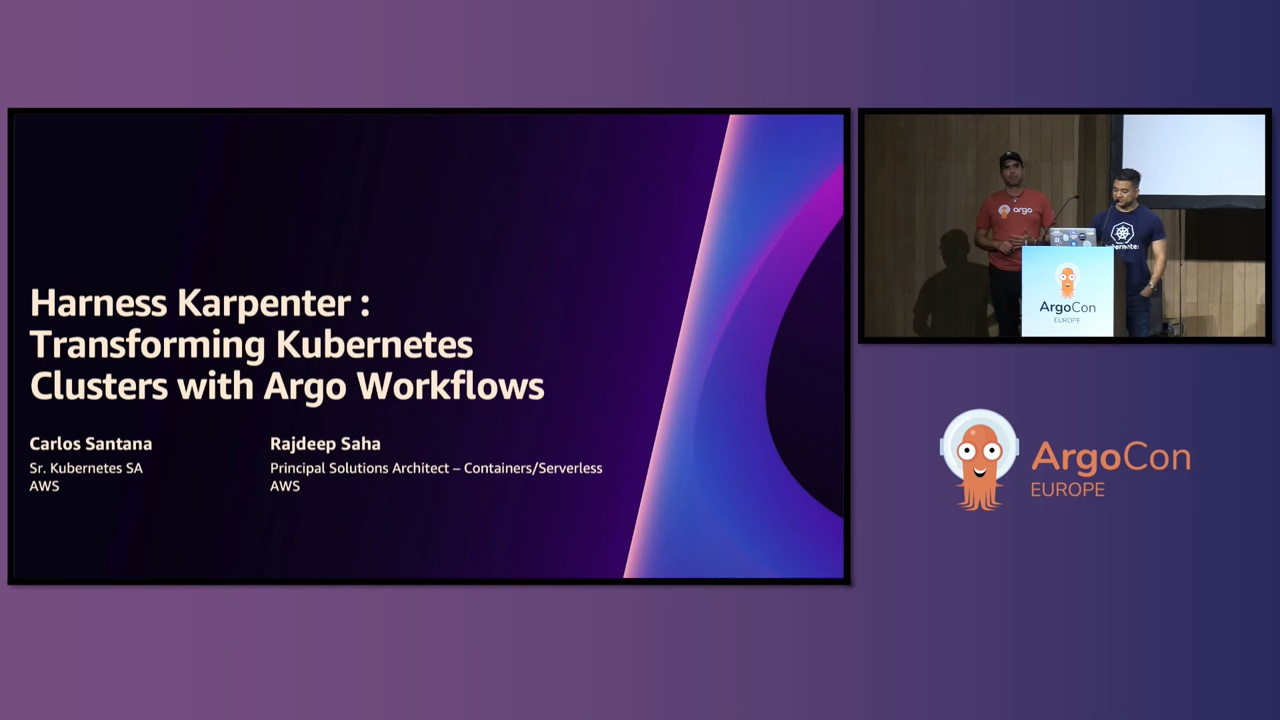 Harness Karpenter :
Transforming Kubernetes
Clusters with Argo Workflows
Carlos Santana
Rajdeep Saha
Sr. Kubernetes SA
Principal Solutions Architect – Containers/Serverless
AWS
AWS
argo
kubernetes
ArgoCon
EUROPE
ArgoCon
EUROPE